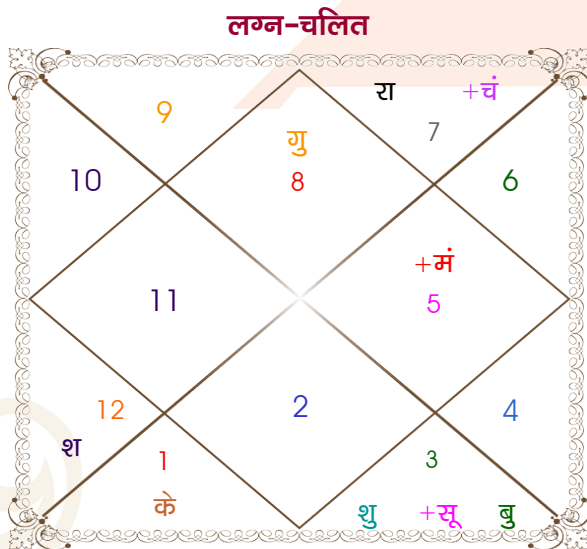 लग्न-चलित
रा +चं
9 7
गु
10 8 6
+मं
11 5
12 2 4
श 1 3
के शु +सू बु